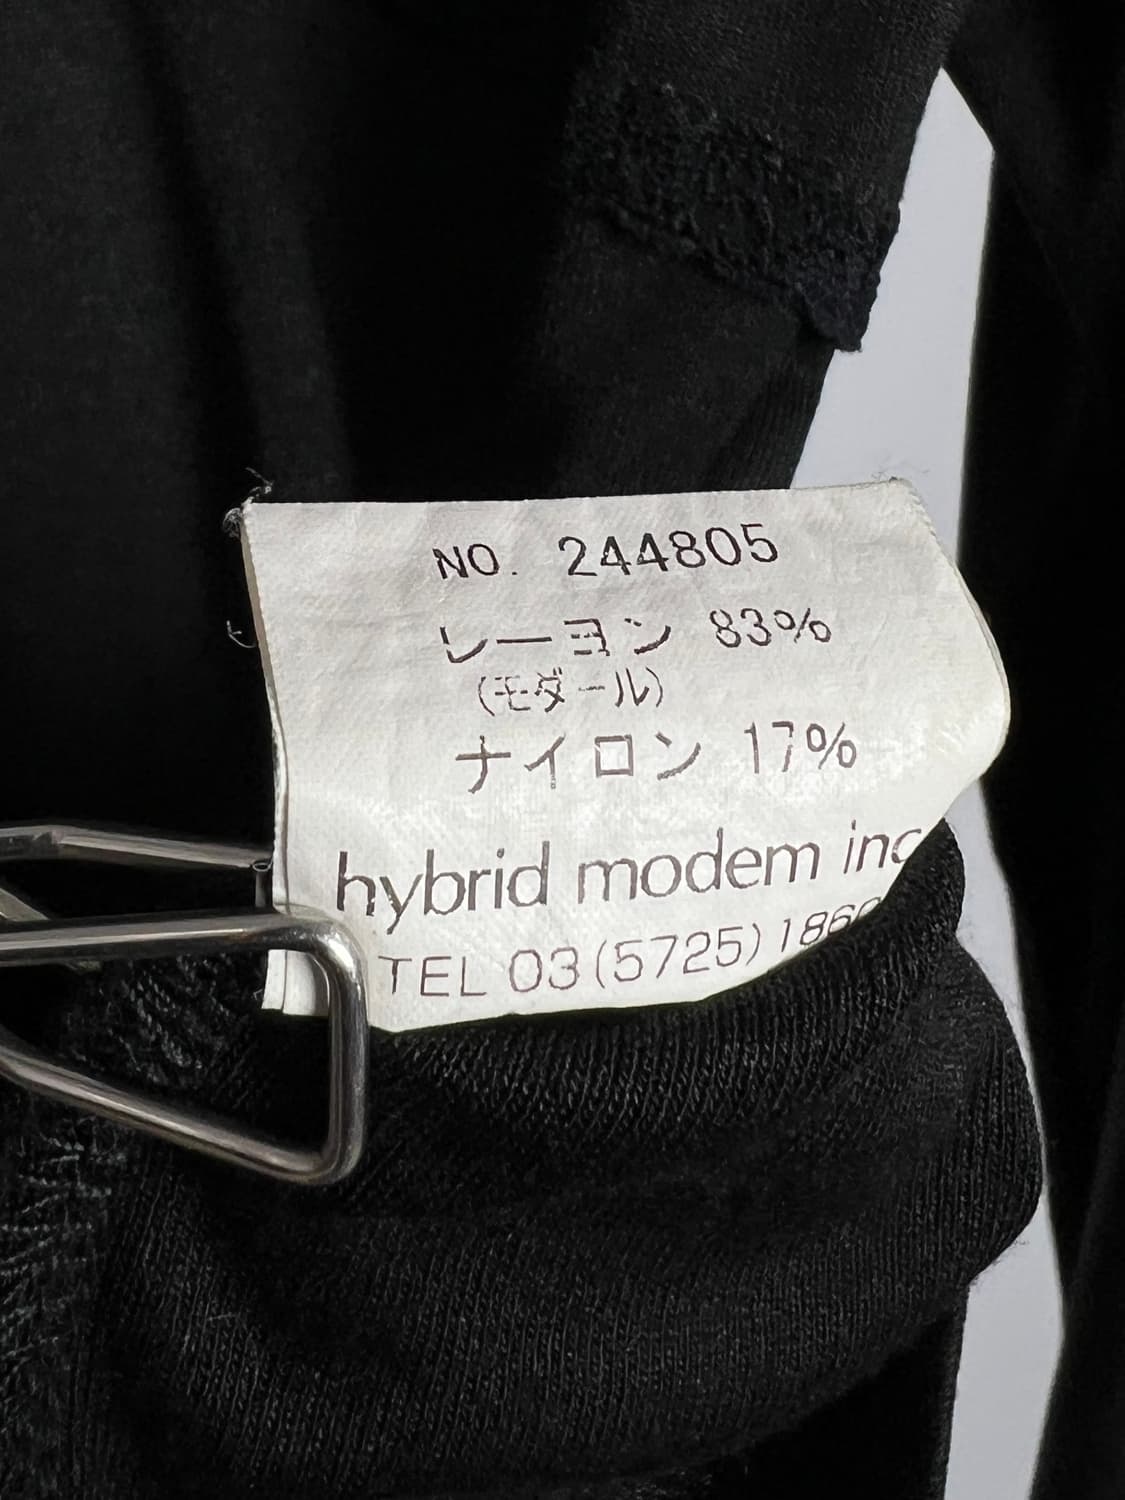 NO. 244805
レーヨン 83%
(モダール)
ナイロン 17%
hybrid modem inc
TEL 03(5725)